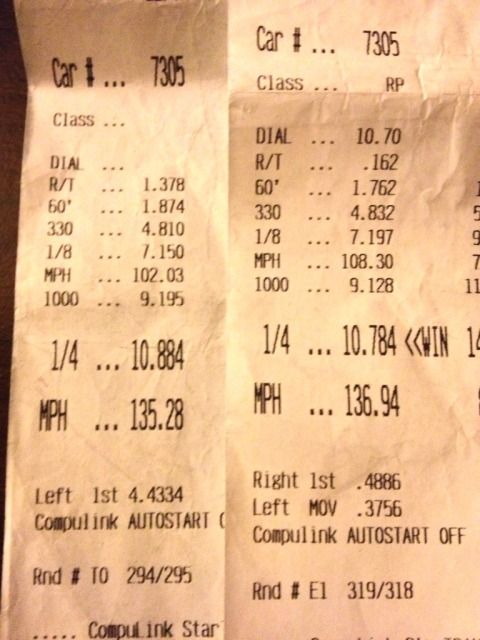 Car # ... 7305
Class ...
DIAL ...
R/T ... 1.378
60' ... 1.874
330 ... 4.810
1/8 ... 7.150
MPH ... 102.03
1000 ... 9.195
1/4 ... 10.884
MPH ... 135.28
Left 1st 4.4334
Compulink AUTOSTART
Rnd # TO 294/295
..... CompuLink Star
Car # ... 7305
Class ... RP
DIAL ... 10.70
R/T ... .162
60' ... 1.762
330 ... 4.832
1/8 ... 7.197
MPH ... 108.30
1000 ... 9.128
1/4 ... 10.784 <<WIN
MPH ... 136.94
Right 1st .4886
Left MOV .3756
Compulink AUTOSTART OFF
Rnd # E1 319/318